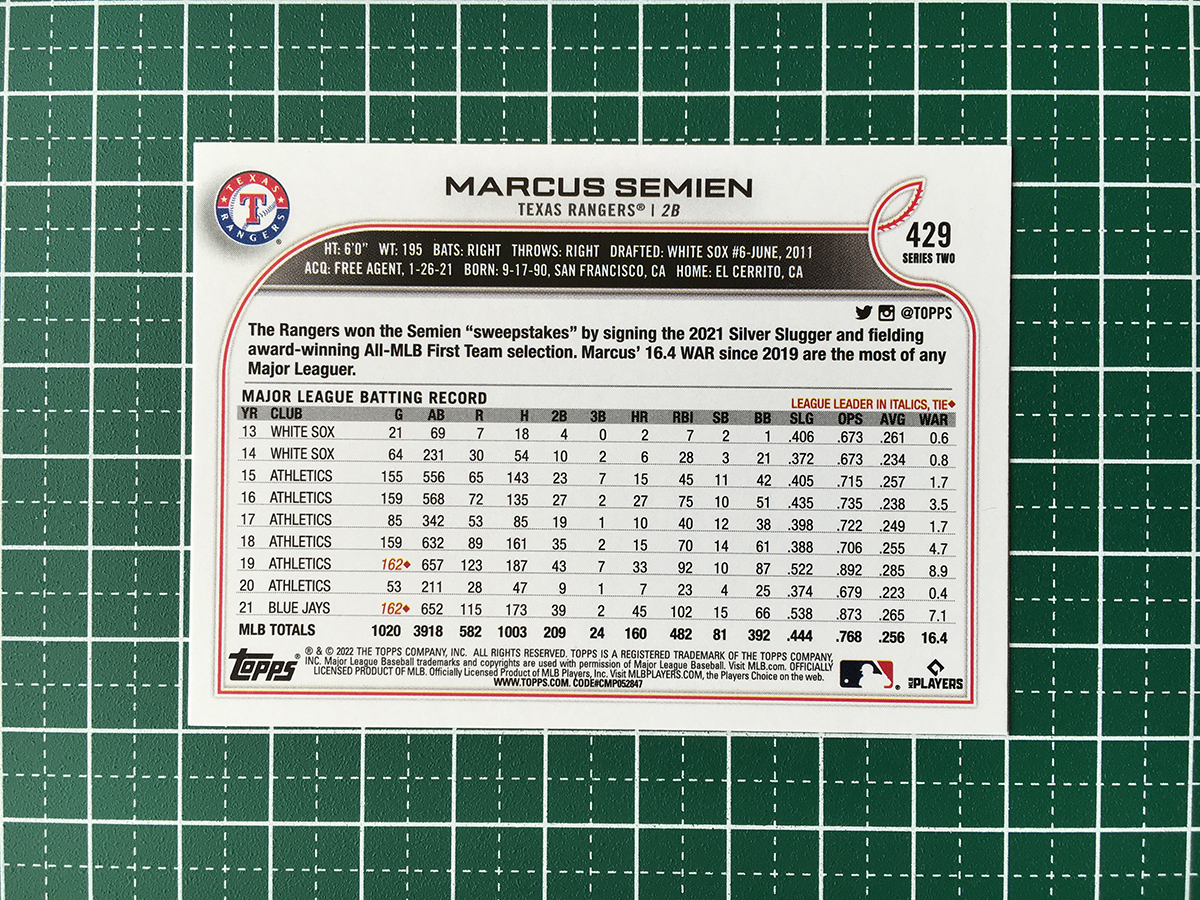 TEXAS
T
RANGERS
®
MARCUS SEMIEN
TEXAS RANGERS® | 2B
429
SERIES TWO
HT: 6'0" WT: 195 BATS: RIGHT THROWS: RIGHT DRAFTED: WHITE SOX #6-JUNE, 2011
ACQ: FREE AGENT, 1-26-21 BORN: 9-17-90, SAN FRANCISCO, CA HOME: EL CERRITO, CA
@TOPPS
The Rangers won the Semien “sweepstakes” by signing the 2021 Silver Slugger and fielding
award-winning All-MLB First Team selection. Marcus’ 16.4 WAR since 2019 are the most of any
Major Leaguer.
MAJOR LEAGUE BATTING RECORD
LEAGUE LEADER IN ITALICS, TIE◆
YR CLUB G AB R H 2B 3B HR RBI SB BB SLG OPS AVG WAR
13 WHITE SOX 21 69 7 18 4 0 2 7 2 1 .406 .673 .261 0.6
14 WHITE SOX 64 231 30 54 10 2 6 28 3 21 .372 .673 .234 0.8
15 ATHLETICS 155 556 65 143 23 7 15 45 11 42 .405 .715 .257 1.7
16 ATHLETICS 159 568 72 135 27 2 27 75 10 51 .435 .735 .238 3.5
17 ATHLETICS 85 342 53 85 19 1 10 40 12 38 .398 .722 .249 1.7
18 ATHLETICS 159 632 89 161 35 2 15 70 14 61 .388 .706 .255 4.7
19 ATHLETICS 162◆ 657 123 187 43 7 33 92 10 87 .522 .892 .285 8.9
20 ATHLETICS 53 211 28 47 9 1 7 23 4 25 .374 .679 .223 0.4
21 BLUE JAYS 162◆ 652 115 173 39 2 45 102 15 66 .538 .873 .265 7.1
MLB TOTALS 1020 3918 582 1003 209 24 160 482 81 392 .444 .768 .256 16.4
TOPPS®
® & © 2022 THE TOPPS COMPANY, INC. ALL RIGHTS RESERVED. TOPPS IS A REGISTERED TRADEMARK OF THE TOPPS COMPANY,
INC. Major League Baseball trademarks and copyrights are used with permission of Major League Baseball. Visit MLB.com. OFFICIALLY
LICENSED PRODUCT OF MLB. Officially Licensed Product of MLB Players, Inc. Visit MLBPLAYERS.COM, the Players Choice on the web.
WWW.TOPPS.COM. CODE#CMP052847
®
MLB PLAYERS